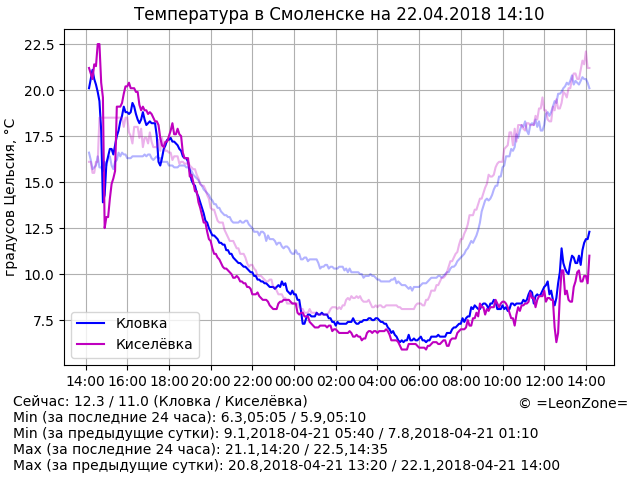 Температура в Смоленске на 22.04.2018 14:10
градусов Цельсия, °C
22.5
20.0
17.5
15.0
12.5
10.0
7.5
Кловка
Киселёвка
14:00 16:00 18:00 20:00 22:00 00:00 02:00 04:00 06:00 08:00 10:00 12:00 14:00
© =LeonZone=
Сейчас: 12.3 / 11.0 (Кловка / Киселёвка)
Min (за последние 24 часа): 6.3,05:05 / 5.9,05:10
Min (за предыдущие сутки): 9.1,2018-04-21 05:40 / 7.8,2018-04-21 01:10
Max (за последние 24 часа): 21.1,14:20 / 22.5,14:35
Max (за предыдущие сутки): 20.8,2018-04-21 13:20 / 22.1,2018-04-21 14:00